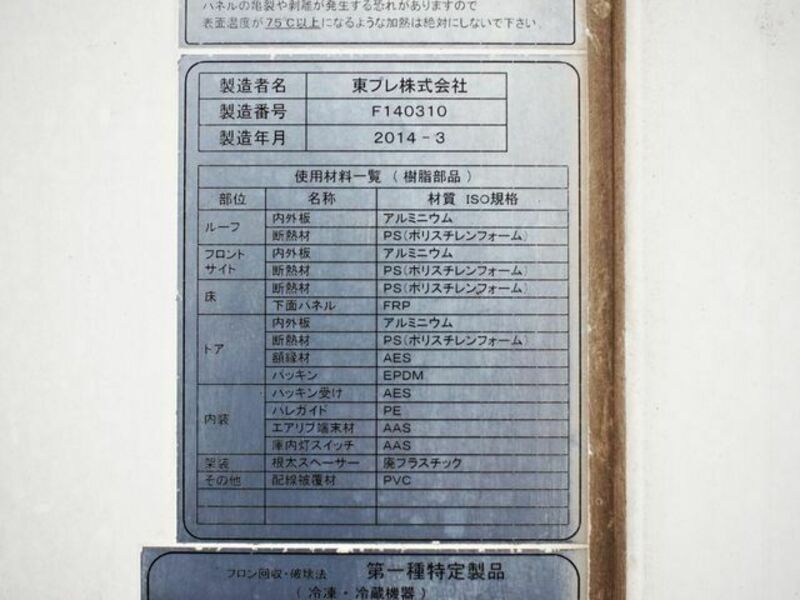 パネルの亀裂や剥離が発生する恐れがありますので
表面温度が75℃以上になるような加熱は絶対にしないで下さい.
製造者名 東プレ株式会社
製造番号 F140310
製造年月 2014-3
使用材料一覧(樹脂部品)
部位 名称 材質 ISO規格
ルーフ 内外板 アルミニウム
断熱材 PS(ポリスチレンフォーム)
フロント サイト 内外板 アルミニウム
断熱材 PS(ポリスチレンフォーム)
床 断熱材 PS(ポリスチレンフォーム)
下面パネル FRP
トア 内外板 アルミニウム
断熱材 PS(ポリスチレンフォーム)
額縁材 AES
パッキン EPDM
内装 ハッキン受け AES
ハレガイド PE
エアリブ端末材 AAS
庫内灯スイッチ AAS
架装 根太スヘーサー 廃フラスチック
その他 配線被覆材 PVC
フロン回収・破壊法 第一種特定製品
(冷凍・冷蔵機器)